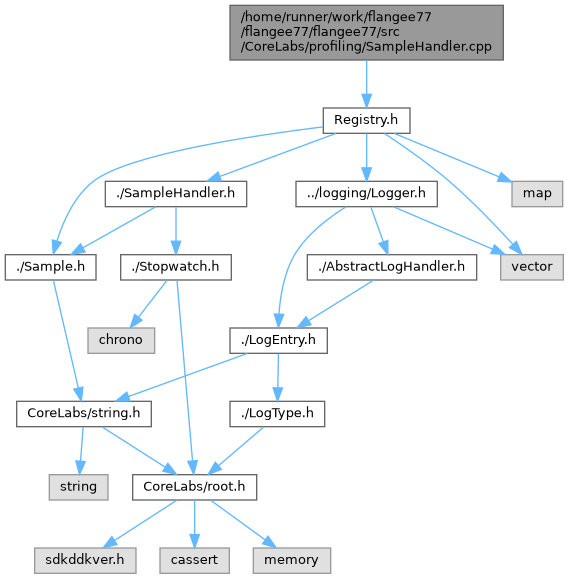 /home/runner/work/flangee77
/flangee77/flangee77/src
/CoreLabs/profiling/SampleHandler.cpp
Registry.h
./SampleHandler.h
../logging/Logger.h
map
./Sample.h
./Stopwatch.h
./AbstractLogHandler.h
vector
chrono
./LogEntry.h
CoreLabs/string.h
./LogType.h
string
CoreLabs/root.h
sdkddkver.h
cassert
memory